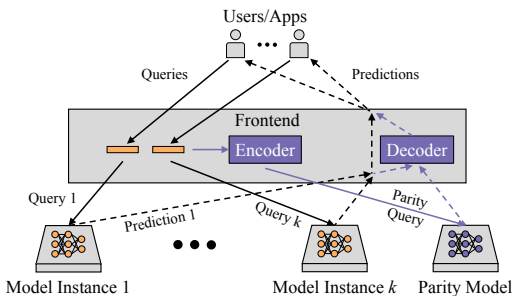 Users/Apps
Queries
Predictions
Frontend
Encoder
Decoder
Query 1
Prediction 1
Query k
Parity
Query
Model Instance 1
Model Instance k
Parity Model